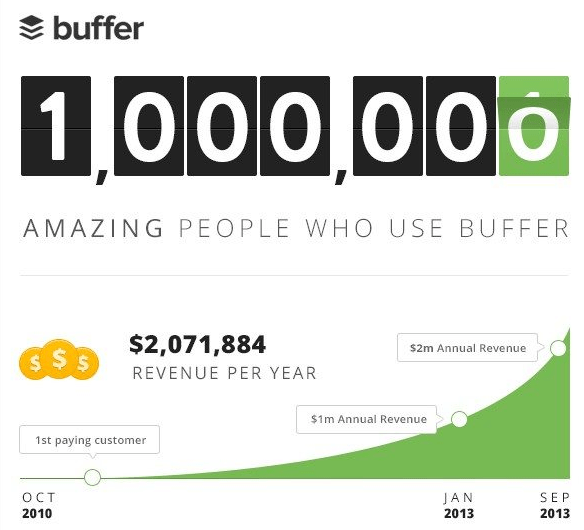 buffer
1,000,000
AMAZING PEOPLE WHO USE BUFFER
$2,071,884
REVENUE PER YEAR
$ $ $
$2m Annual Revenue
$1m Annual Revenue
1st paying customer
OCT
2010
JAN
2013
SEP
2013